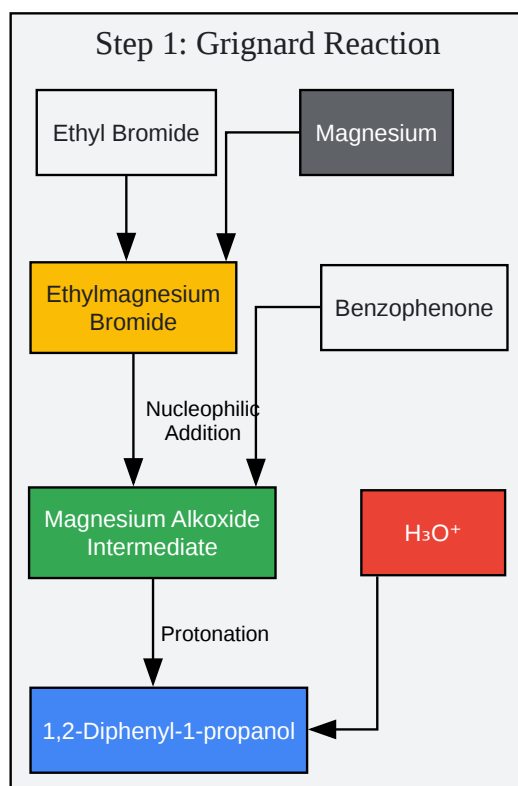 Step 1: Grignard Reaction
Ethyl Bromide
Magnesium
Ethylmagnesium
Bromide
Benzophenone
Nucleophilic
Addition
Magnesium Alkoxide
Intermediate
H₃O⁺
Protonation
1,2-Diphenyl-1-propanol